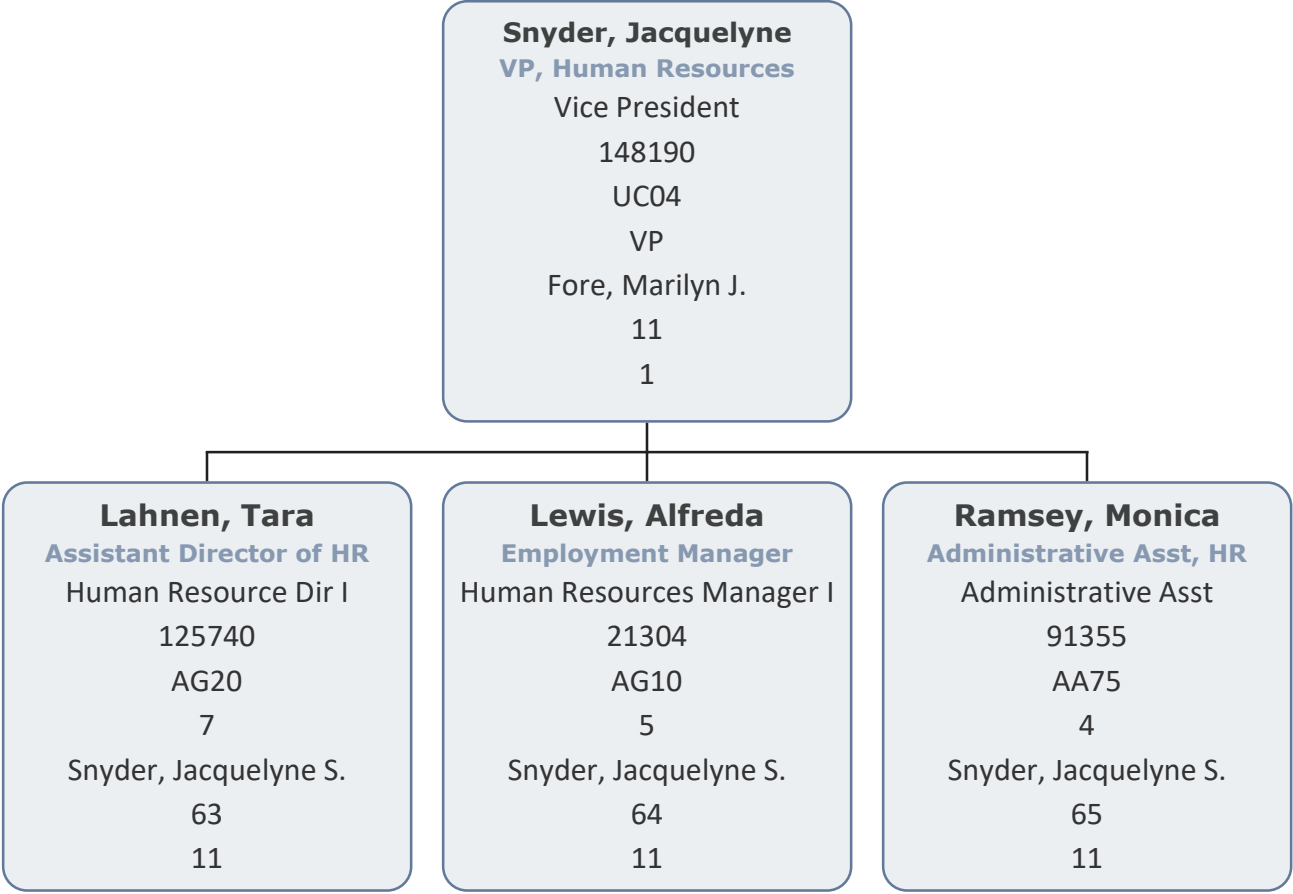 Snyder, Jacquelyne
VP, Human Resources
Vice President
148190
UC04
VP
Fore, Marilyn J.
11
1
Lahnen, Tara
Assistant Director of HR
Human Resource Dir I
125740
AG20
7
Snyder, Jacquelyne S.
63
11
Lewis, Alfreda
Employment Manager
Human Resources Manager I
21304
AG10
5
Snyder, Jacquelyne S.
64
11
Ramsey, Monica
Administrative Asst, HR
Administrative Asst
91355
AA75
4
Snyder, Jacquelyne S.
65
11